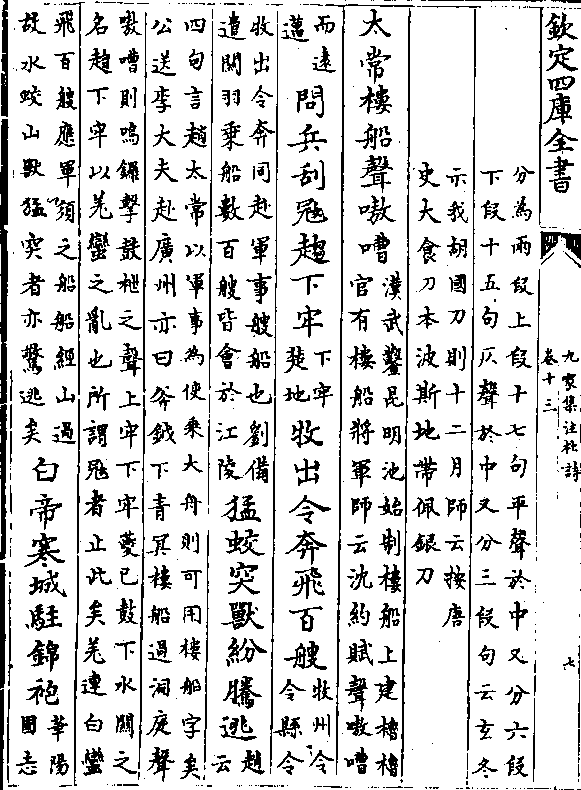 欽定四庫全書
九家集注杜詩
卷十三
七
分為兩段上段十七句平聲於中又分六段
下段十五句仄聲於中又分三段句云玄冬
示我胡國刀則十二月師云按唐
史大食刀本波斯地帶佩銀刀
太常樓船聲嗷嘈
漢武鑿昆明池始制樓船上建櫓櫓
官有樓船將軍師云沈約賦聲嗷嘈
而遠
邁
問兵刮冦趨下牢
下牢
楚地
牧出令奔飛百艘
牧州令
令縣令
牧出令奔同赴軍事艘船也劉備
遣關羽乗船數百艘皆會於江陵
猛蛟突獸紛騰逃
趙
云
四句言趙太常以軍事為使乗大舟則可用樓船字矣
公送李大夫赴廣州亦曰斧鉞下青冥樓船過洞庭聲
嗷嘈則鳴鑼擊鼓枻之聲上牢下牢夔已鼓下水關之
名趨下牢以羌蠻之亂也所謂冦者止此矣羌連白蠻
飛百艘應軍須之船船經山過
故水蛟山獸猛突者亦驚逃矣
白帝寒城駐錦袍
華陽
國志